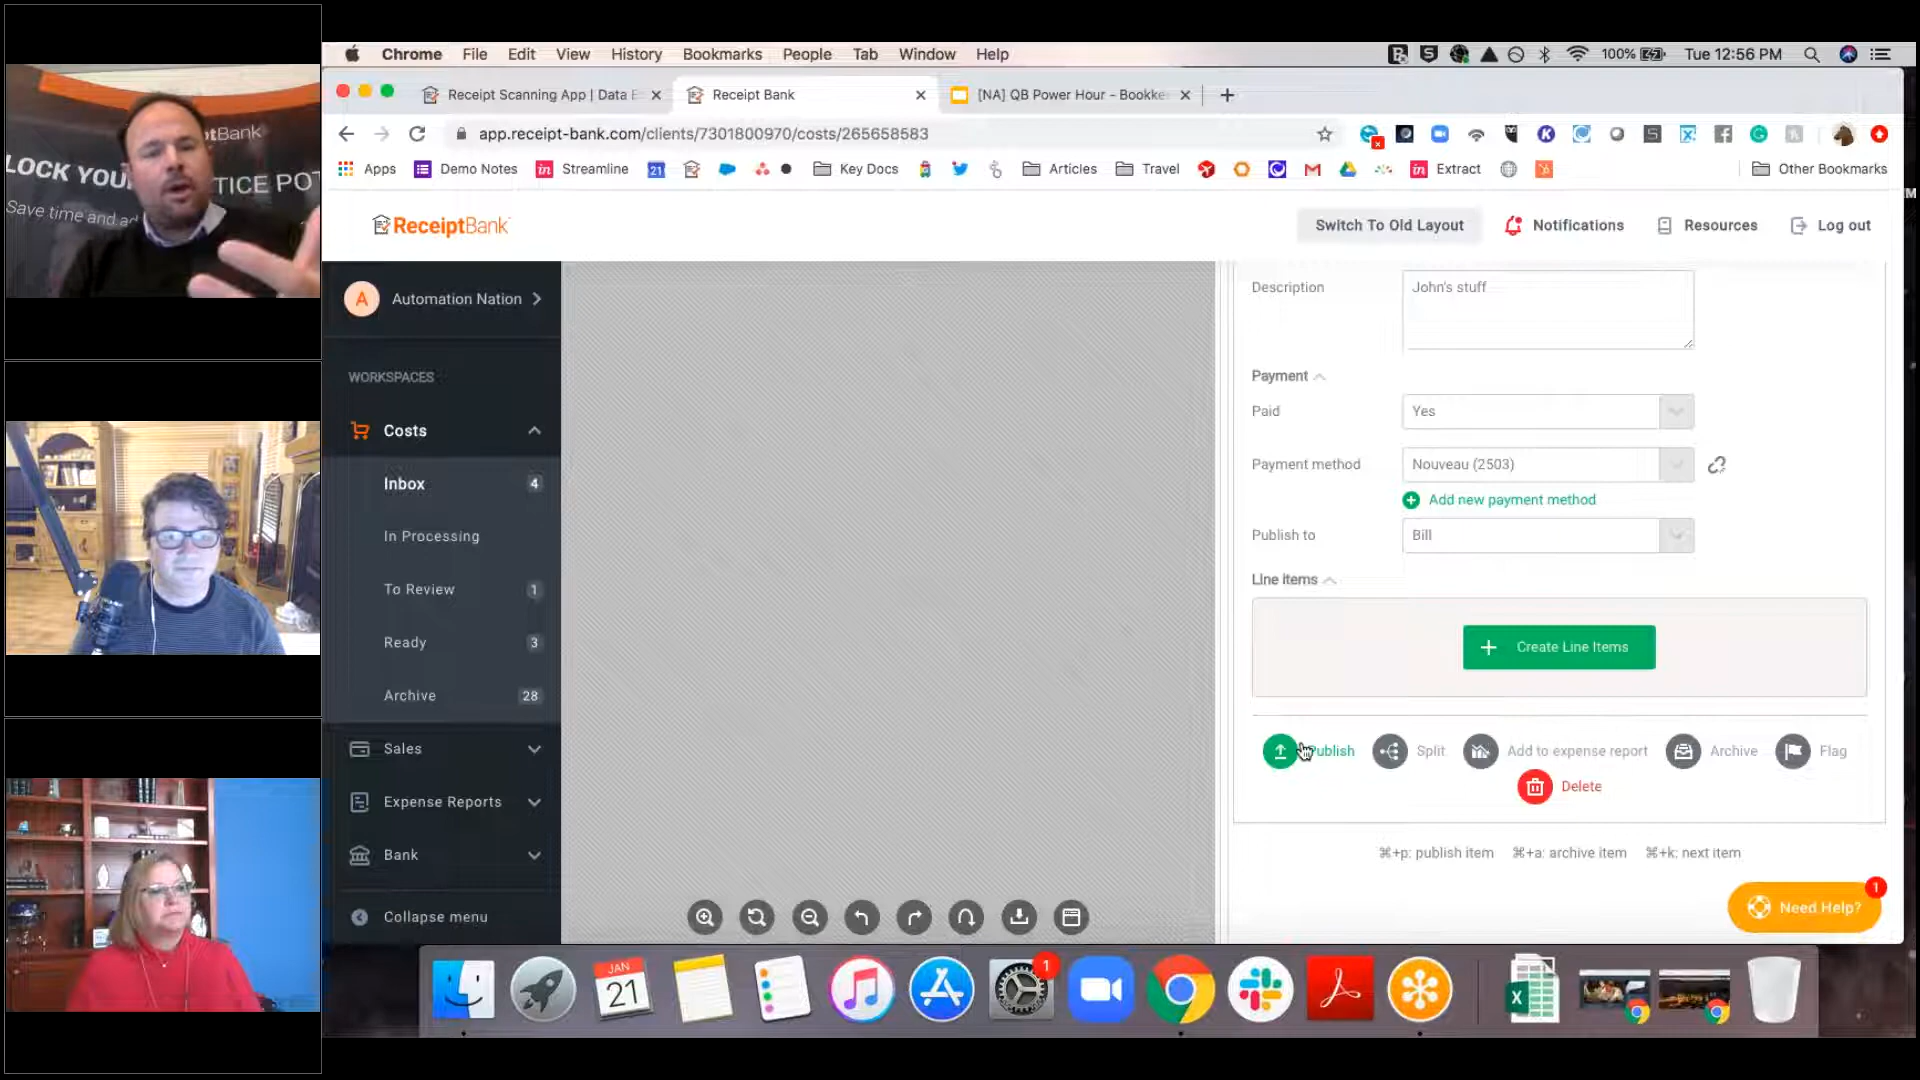 otBank
LOCK YOU
TICE POT
Save time and ad
Chrome File Edit View History Bookmarks People Tab Window Help
100% Tue 12:56 PM
Receipt Scanning App | Data E
Receipt Bank
[NA] QB Power Hour - Bookke
app.receipt-bank.com/clients/7301800970/costs/265658583
Apps Demo Notes Streamline 21 Key Docs Articles Travel Extract Other Bookmarks
ReceiptBank
Switch To Old Layout Notifications Resources Log out
A Automation Nation
WORKSPACES
Costs
Inbox 4
In Processing
To Review 1
Ready 3
Archive 28
Sales
Expense Reports
Bank
Collapse menu
Description John's stuff
Payment
Paid Yes
Payment method Nouveau (2503)
Add new payment method
Publish to Bill
Line items
+ Create Line Items
Publish Split Add to expense report Archive Flag
Delete
⌘+p: publish item ⌘+a: archive item ⌘+k: next item
1
Need Help?
JAN
21
1